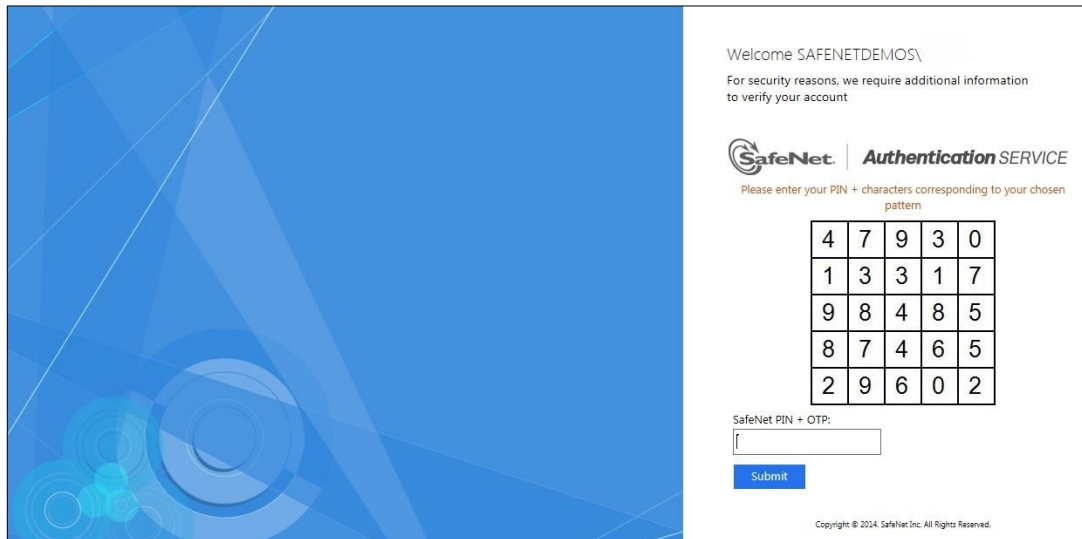 Welcome SAFENETDEMOS\
For security reasons, we require additional information
to verify your account
SafeNet. Authentication SERVICE
Please enter your PIN + characters corresponding to your chosen
pattern
4 7 9 3 0
1 3 3 1 7
9 8 4 8 5
8 7 4 6 5
2 9 6 0 2
SafeNet PIN + OTP:
Submit
Copyright © 2014. SafeNet Inc. All Rights Reserved.